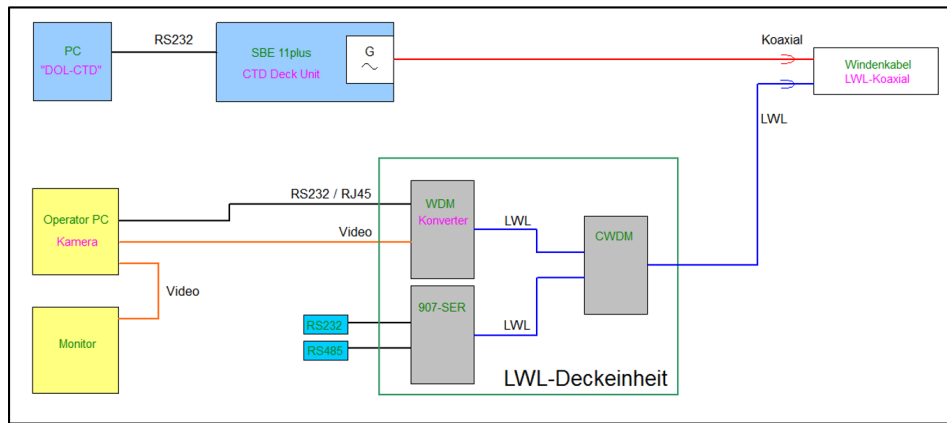 PC
"DOL-CTD"
RS232
SBE 11plus
CTD Deck Unit
G
Koaxial
Windenkabel
LWL-Koaxial
LWL
Operator PC
Kamera
RS232 / RJ45
Video
WDM
Konverter
LWL
CWDM
Video
Monitor
RS232
RS485
907-SER
LWL
LWL-Deckeinheit